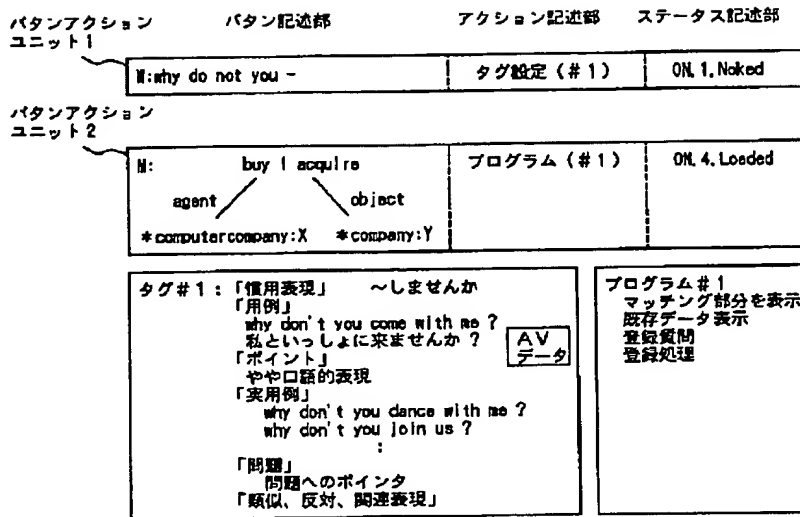 パタンアクション パタン記述部 アクション記述部 ステータス記述部
ユニット1
W:why do not you - タグ設定(#1) ON.1.Noked
パタンアクション
ユニット2
N: buy | acquire プログラム(#1) ON.4.Loaded
agent object
*computercompany:X *company:Y
タグ#1:「慣用表現」 ~しませんか
「用例」
why don't you come with me ?
私といっしょに来ませんか?
AV
データ
「ポイント」
やや口語的表現
「実用例」
why don't you dance with me ?
why don't you join us ?
:
「問題」
問題へのポインタ
「類似、反対、関連表現」
プログラム#1
マッチング部分を表示
既存データ表示
登録質問
登録処理